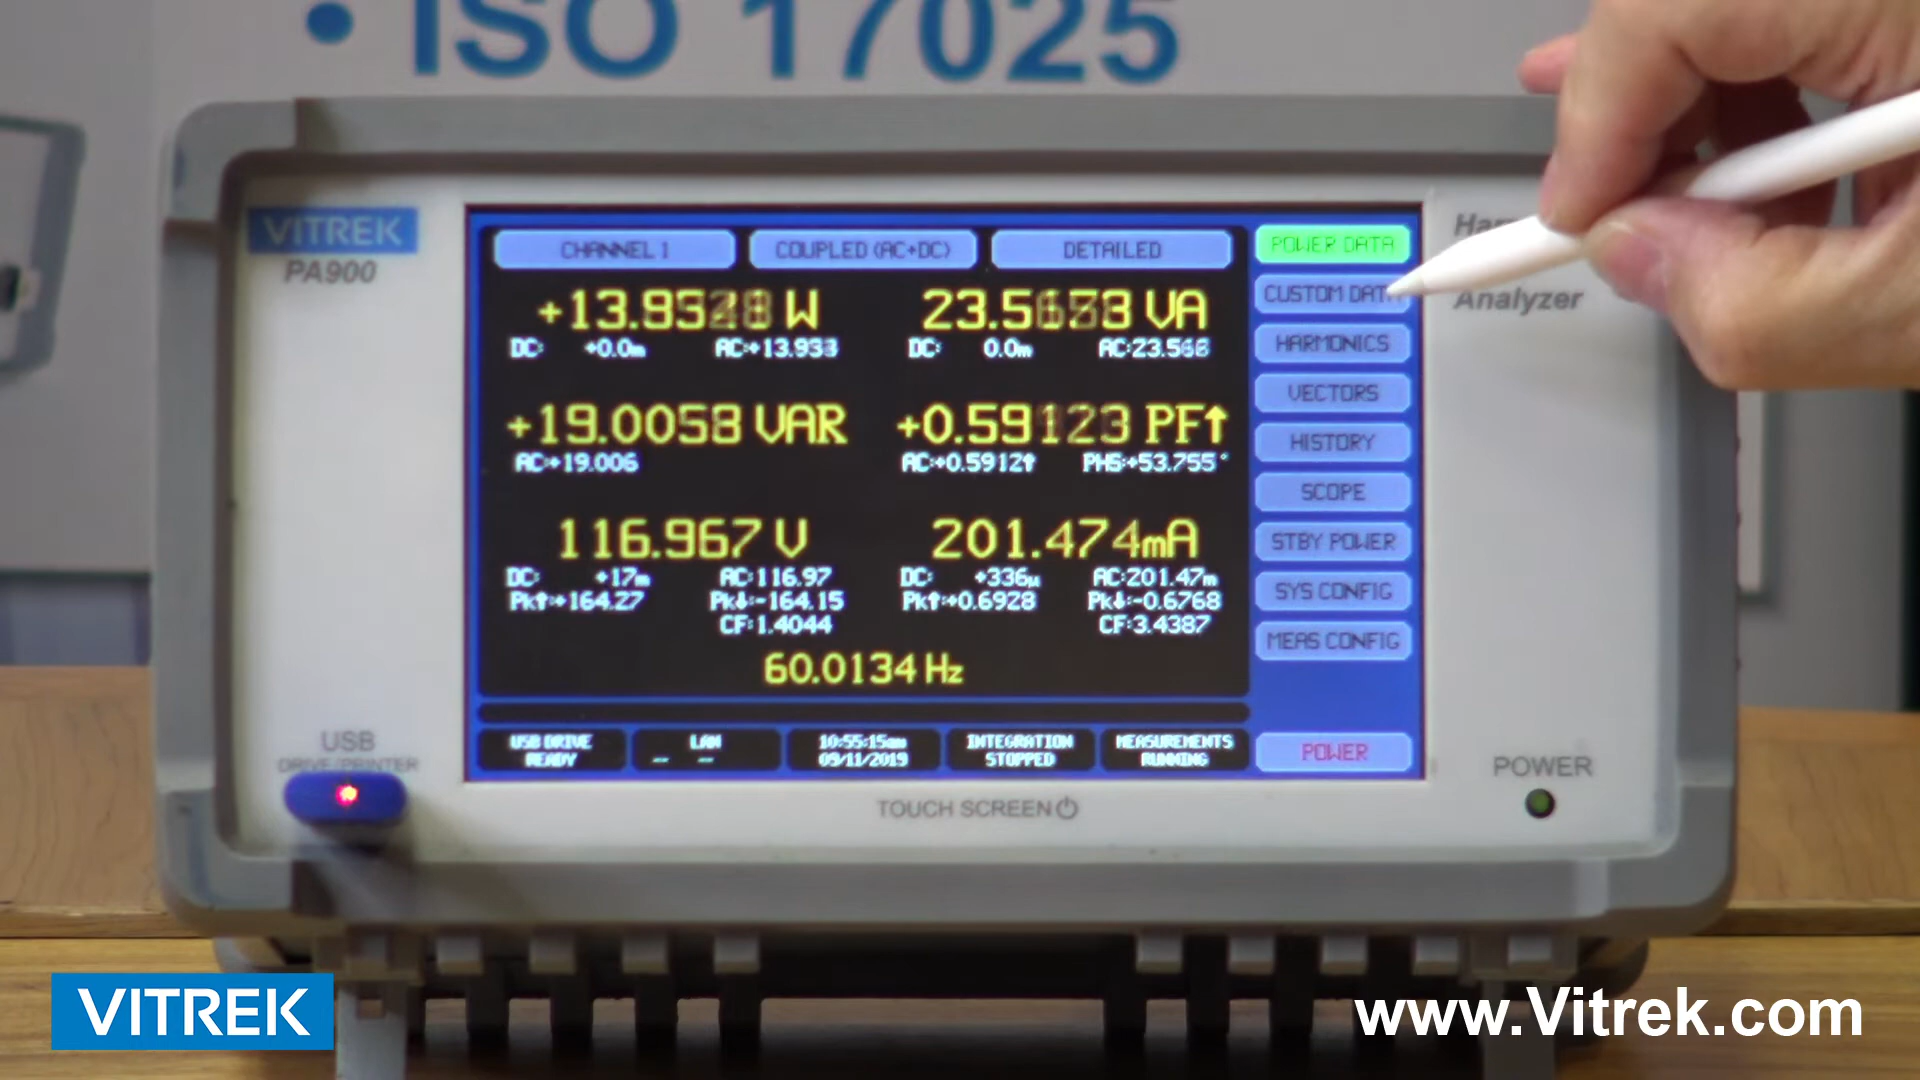 • ISO 17025
VITREK
PA900
Analyzer
CHANNEL 1
COUPLED (AC+DC)
DETAILED
W
VA
DC: +0.0m
AC:+13.933
DC: 0.0m
AC:23.566
+19.0058 VAR
PF↑
AC:+19.006
AC:+0.5912↑
PHS:+53.755°
116.967 V
201.474mA
DC: +17m
AC:116.97
DC: +336µ
AC:201.47m
Pk↑:+164.27
Pk↓:-164.15
Pk↑:+0.6928
Pk↓:-0.6768
CF:1.4044
CF:3.4387
60.0134 Hz
USB DRIVE
READY
LAN
-- --
10:55:15am
09/11/2019
INTEGRATION
STOPPED
MEASUREMENTS
RUNNING
POWER DATA
CUSTOM DATA
HARMONICS
VECTORS
HISTORY
SCOPE
STBY POWER
SYS CONFIG
MEAS CONFIG
POWER
USB
DRIVE/PRINTER
TOUCH SCREEN
POWER
VITREK
www.Vitrek.com